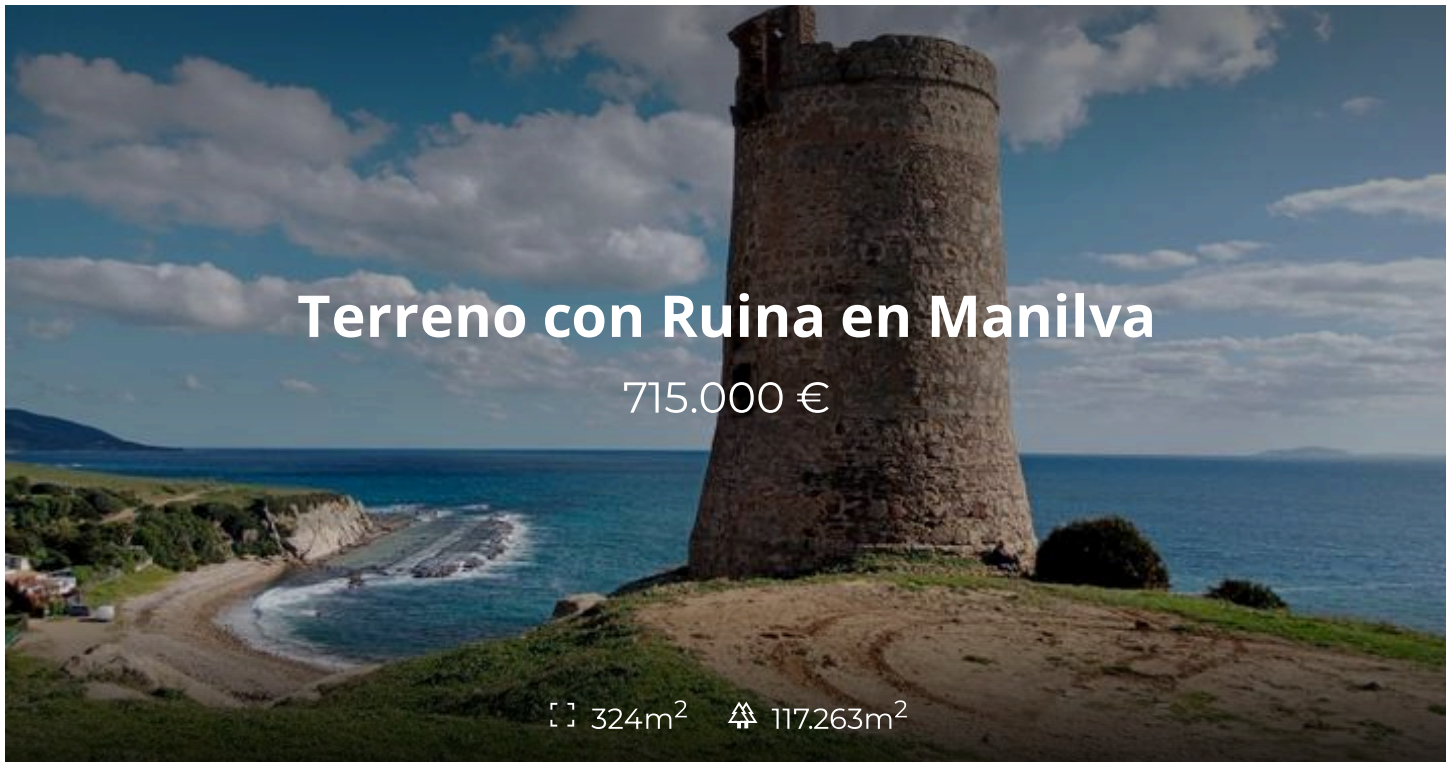 Terreno con Ruina en Manilva
715.000 €
324m² 117.263m²